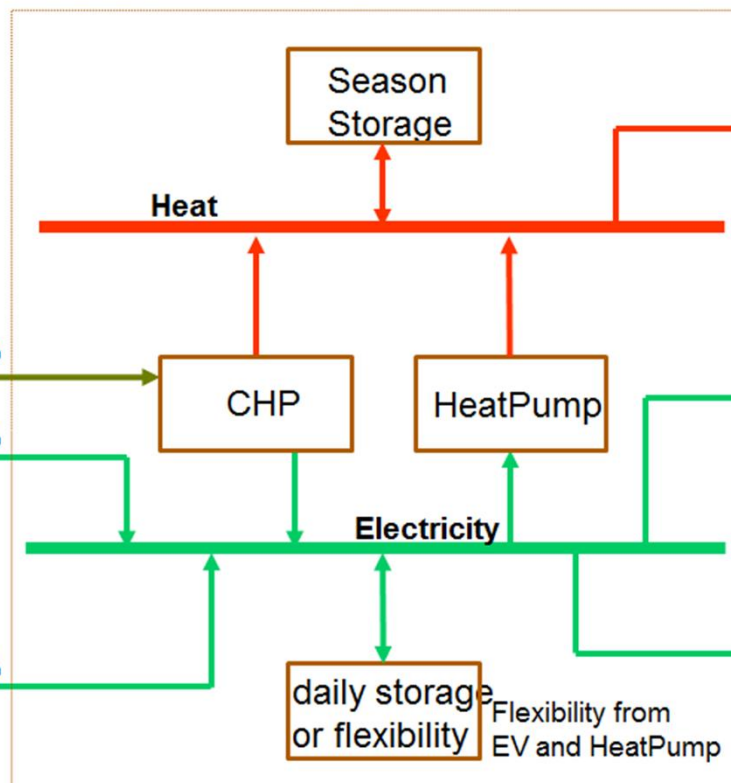 Season
Storage
Heat
CHP
HeatPump
Electricity
daily storage
or flexibility
Flexibility from
EV and HeatPump